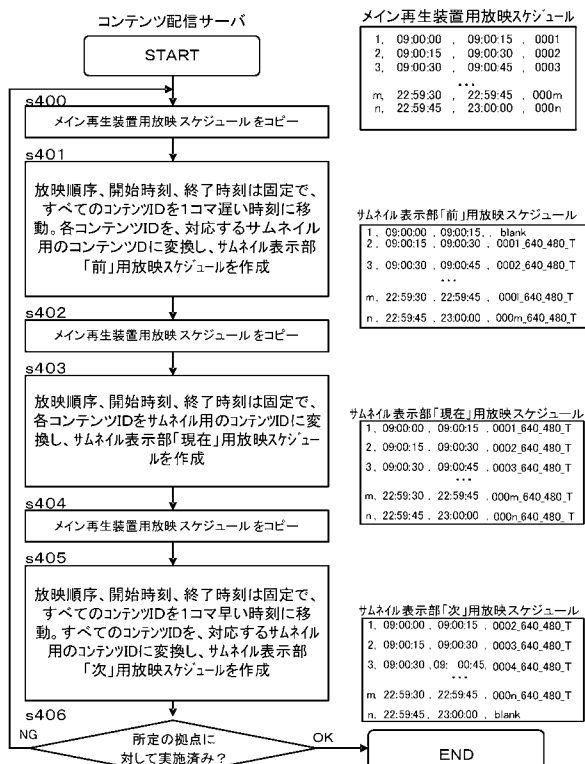 コンテンツ配信サーバ
START
s400
メイン再生装置用放映スケジュールをコピー
s401
放映順序、開始時刻、終了時刻は固定で、
すべてのコンテンツIDを1コマ遅い時刻に移
動。各コンテンツIDを、対応するサムネイル
用のコンテンツIDに変換し、サムネイル表示部
「前」用放映スケジュールを作成
s402
メイン再生装置用放映スケジュールをコピー
s403
放映順序、開始時刻、終了時刻は固定で、
各コンテンツIDをサムネイル用のコンテンツIDに変
換し、サムネイル表示部「現在」用放映スケジュー
ルを作成
s404
メイン再生装置用放映スケジュールをコピー
s405
放映順序、開始時刻、終了時刻は固定で、
すべてのコンテンツIDを1コマ早い時刻に移
動。すべてのコンテンツIDを、対応するサムネイル
用のコンテンツIDに変換し、サムネイル表示部
「次」用放映スケジュールを作成
s406
NG
所定の拠点に
対して実施済み？
OK
END
メイン再生装置用放映スケジュール
1, 09:00:00 , 09:00:15 , 0001
2, 09:00:15 , 09:00:30 , 0002
3, 09:00:30 , 09:00:45 , 0003
･･･
m, 22:59:30 , 22:59:45 , 000m
n, 22:59:45 , 23:00:00 , 000n
サムネイル表示部「前」用放映スケジュール
1, 09:00:00 , 09:00:15, , blank
2, 09:00:15 , 09:00:30 , 0001_640_480_T
3, 09:00:30 , 09:00:45 , 0002_640_480_T
･･･
m, 22:59:30 , 22:59:45 , 000l_640_480_T
n, 22:59:45 , 23:00:00 , 000m_640_480_T
サムネイル表示部「現在」用放映スケジュール
1, 09:00:00 , 09:00:15 , 0001_640_480_T
2, 09:00:15 , 09:00:30 , 0002_640_480_T
3, 09:00:30 , 09:00:45 , 0003_640_480_T
･･･
m, 22:59:30 , 22:59:45 , 000m_640_480_T
n, 22:59:45 , 23:00:00 , 000n_640_480_T
サムネイル表示部「次」用放映スケジュール
1, 09:00:00 , 09:00:15 , 0002_640_480_T
2, 09:00:15 , 09:00:30 , 0003_640_480_T
3, 09:00:30 , 09: 00:45, 0004_640_480_T
･･･
m, 22:59:30 , 22:59:45 , 000n_640_480_T
n, 22:59:45 , 23:00:00 , blank